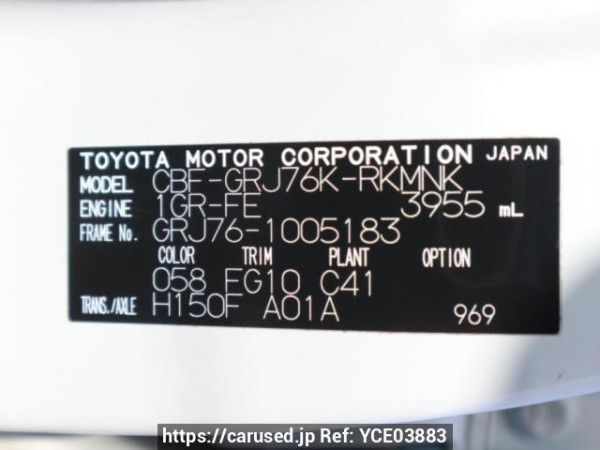 TOYOTA MOTOR CORPORATION JAPAN
MODEL CBF-GRJ76K-RKMNK
ENGINE 1GR-FE 3955 mL
FRAME No. GRJ76-1005183
COLOR TRIM PLANT OPTION
058 FG10 C41
TRANS./AXLE H150F A01A 969
https://carused.jp Ref: YCE03883